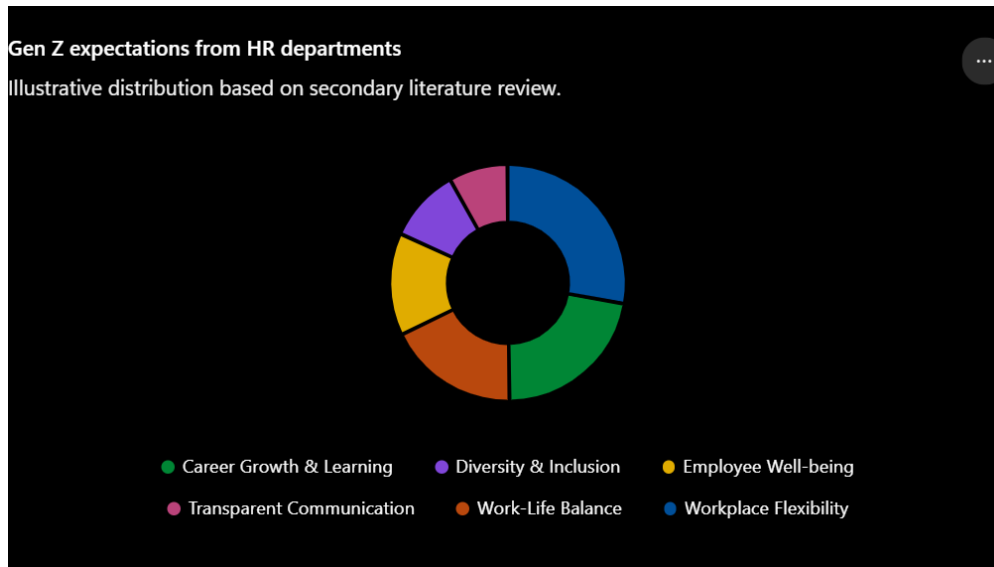 Gen Z expectations from HR departments
Illustrative distribution based on secondary literature review.
...
Career Growth & Learning
Diversity & Inclusion
Employee Well-being
Transparent Communication
Work-Life Balance
Workplace Flexibility